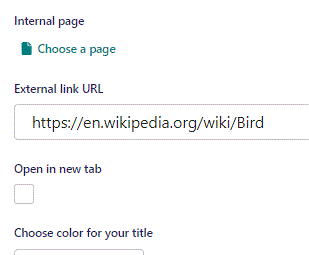 Internal page
Choose a page
External link URL
https://en.wikipedia.org/wiki/Bird
Open in new tab
Choose color for your title